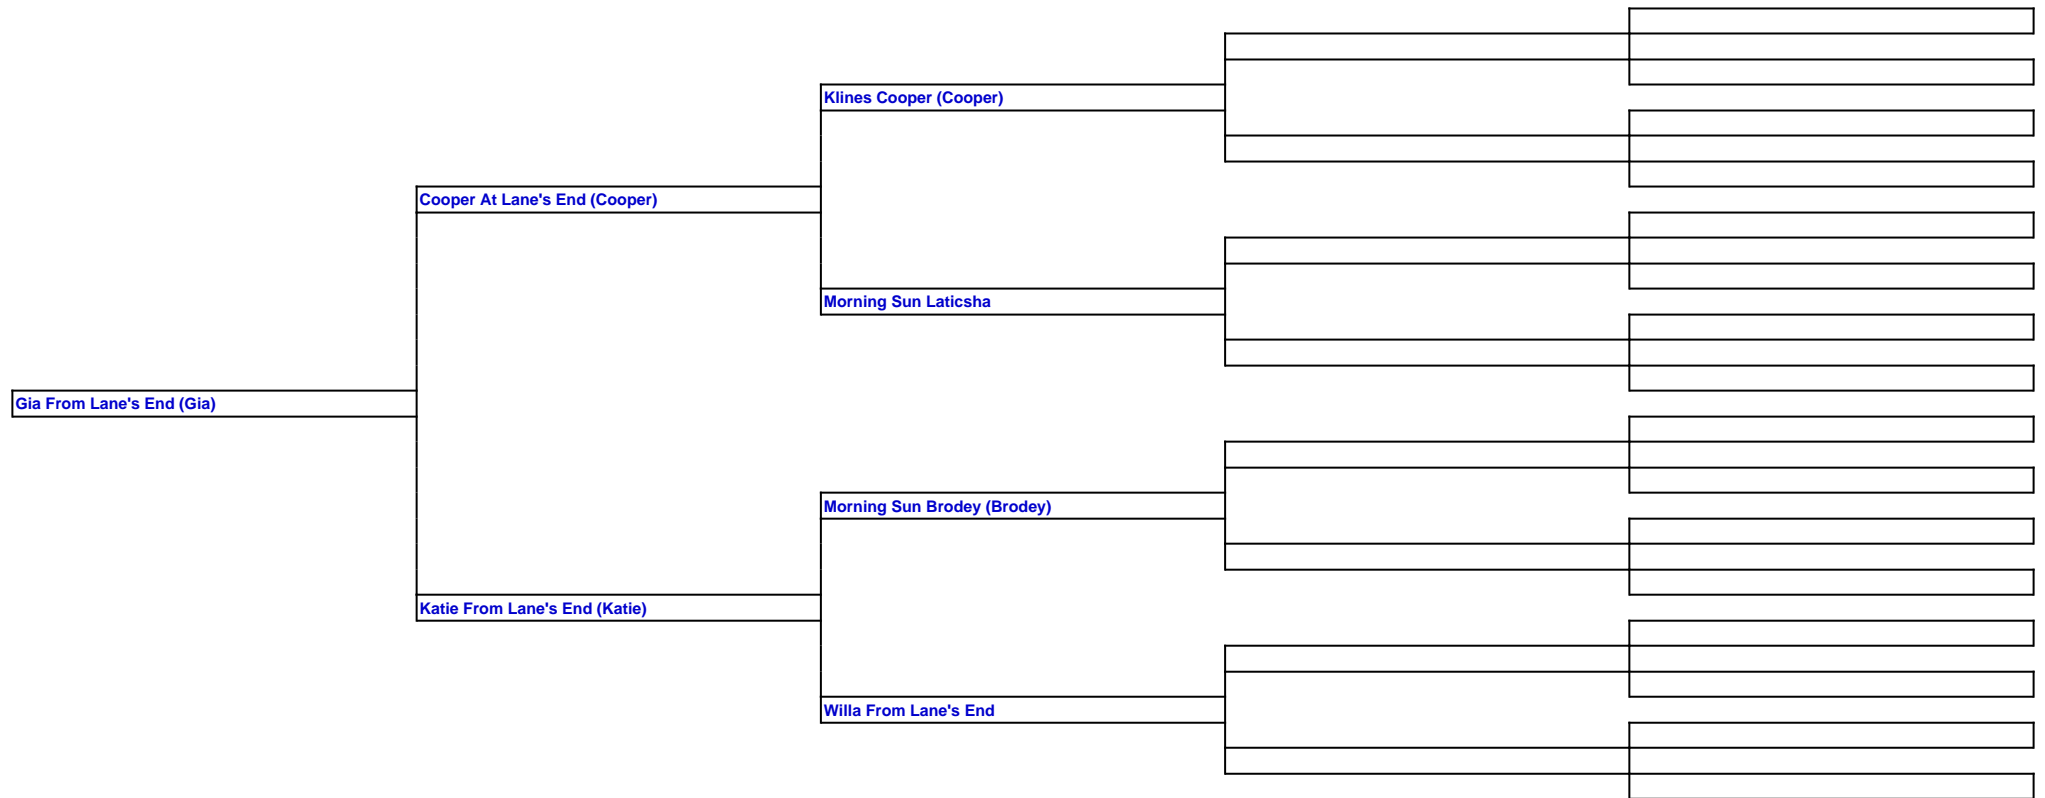 Klines Cooper (Cooper)
Cooper At Lane's End (Cooper)
Morning Sun Laticsha
Gia From Lane's End (Gia)
Morning Sun Brodey (Brodey)
Katie From Lane's End (Katie)
Willa From Lane's End